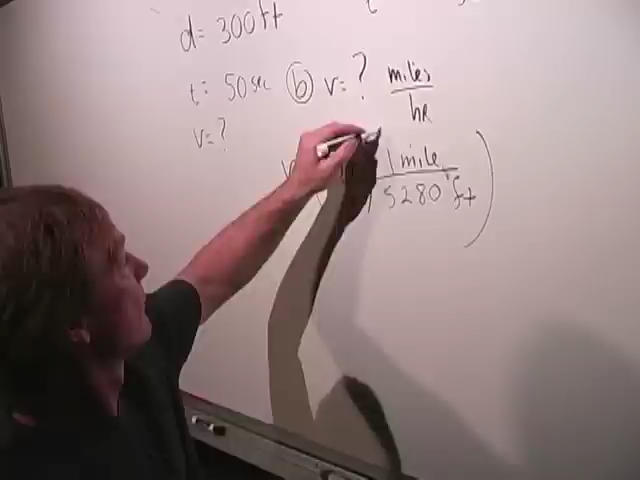 d = 300 ft
t = 50 sec (b) v = ? miles
hr
v = ?
1 mile
5280 ft )